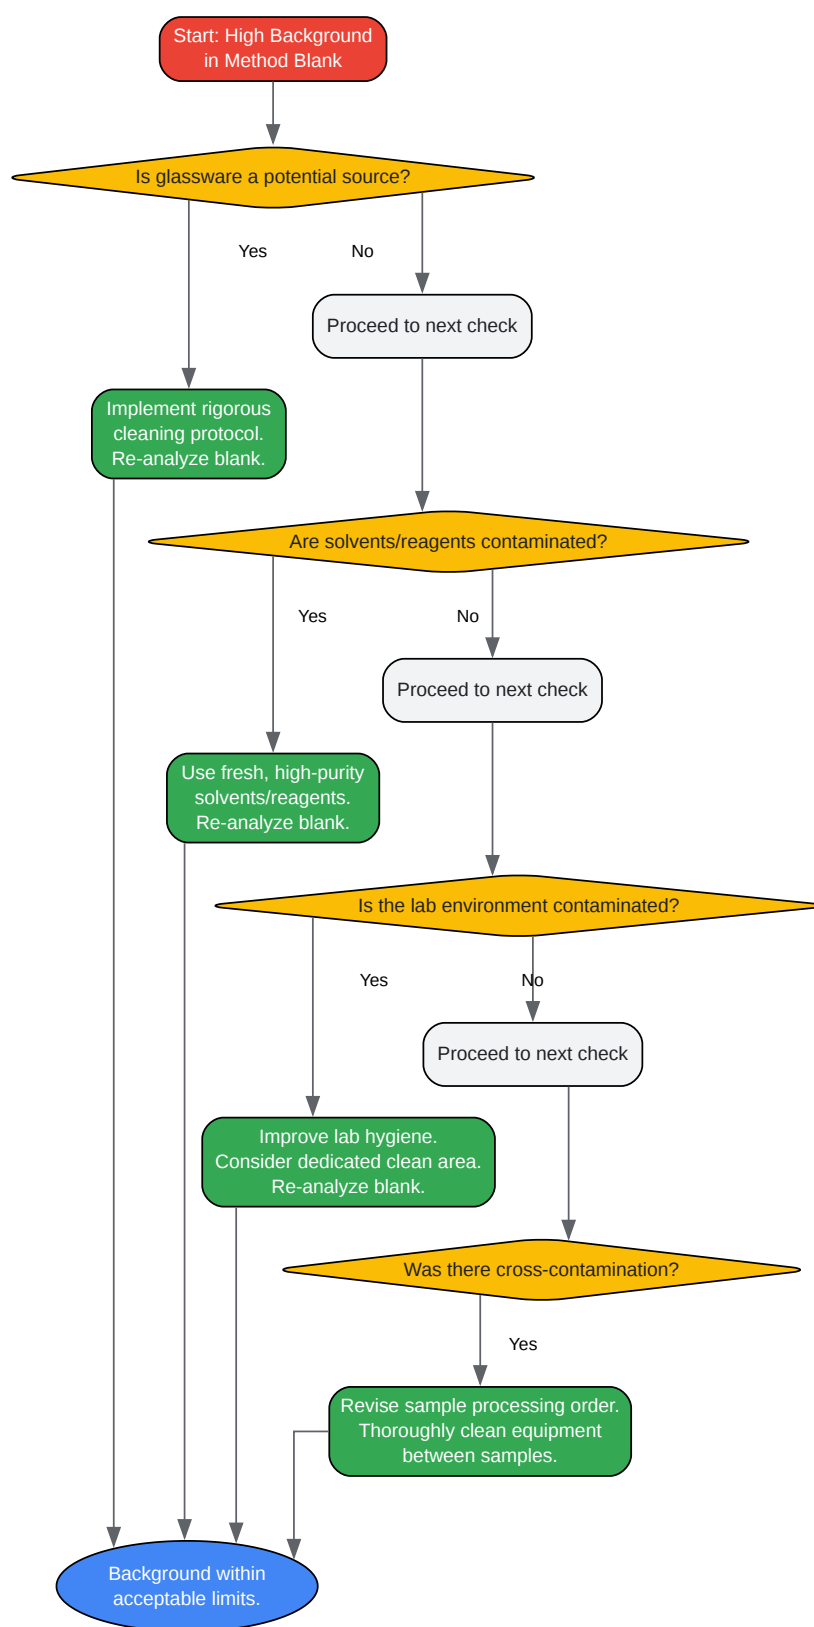 Start: High Background
in Method Blank
Is glassware a potential source?
Yes
No
Proceed to next check
Implement rigorous
cleaning protocol.
Re-analyze blank.
Are solvents/reagents contaminated?
Yes
No
Proceed to next check
Use fresh, high-purity
solvents/reagents.
Re-analyze blank.
Is the lab environment contaminated?
Yes
No
Proceed to next check
Improve lab hygiene.
Consider dedicated clean area.
Re-analyze blank.
Was there cross-contamination?
Yes
Revise sample processing order.
Thoroughly clean equipment
between samples.
Background within
acceptable limits.